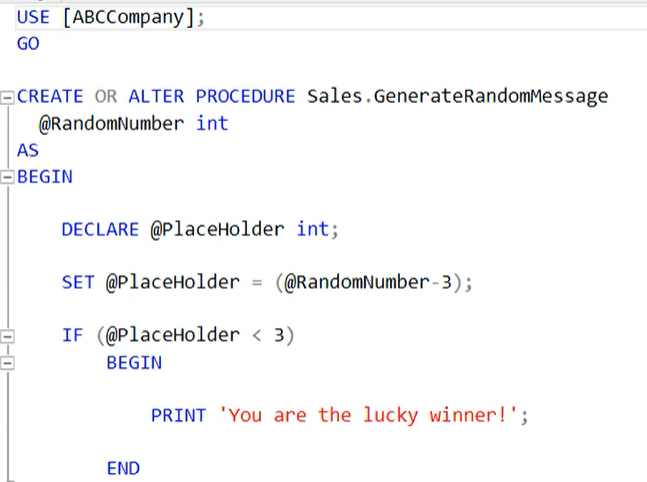 USE [ABCCompany];
GO
CREATE OR ALTER PROCEDURE Sales.GenerateRandomMessage
@RandomNumber int
AS
BEGIN
DECLARE @PlaceHolder int;
SET @PlaceHolder = (@RandomNumber-3);
IF (@PlaceHolder < 3)
BEGIN
PRINT 'You are the lucky winner!';
END